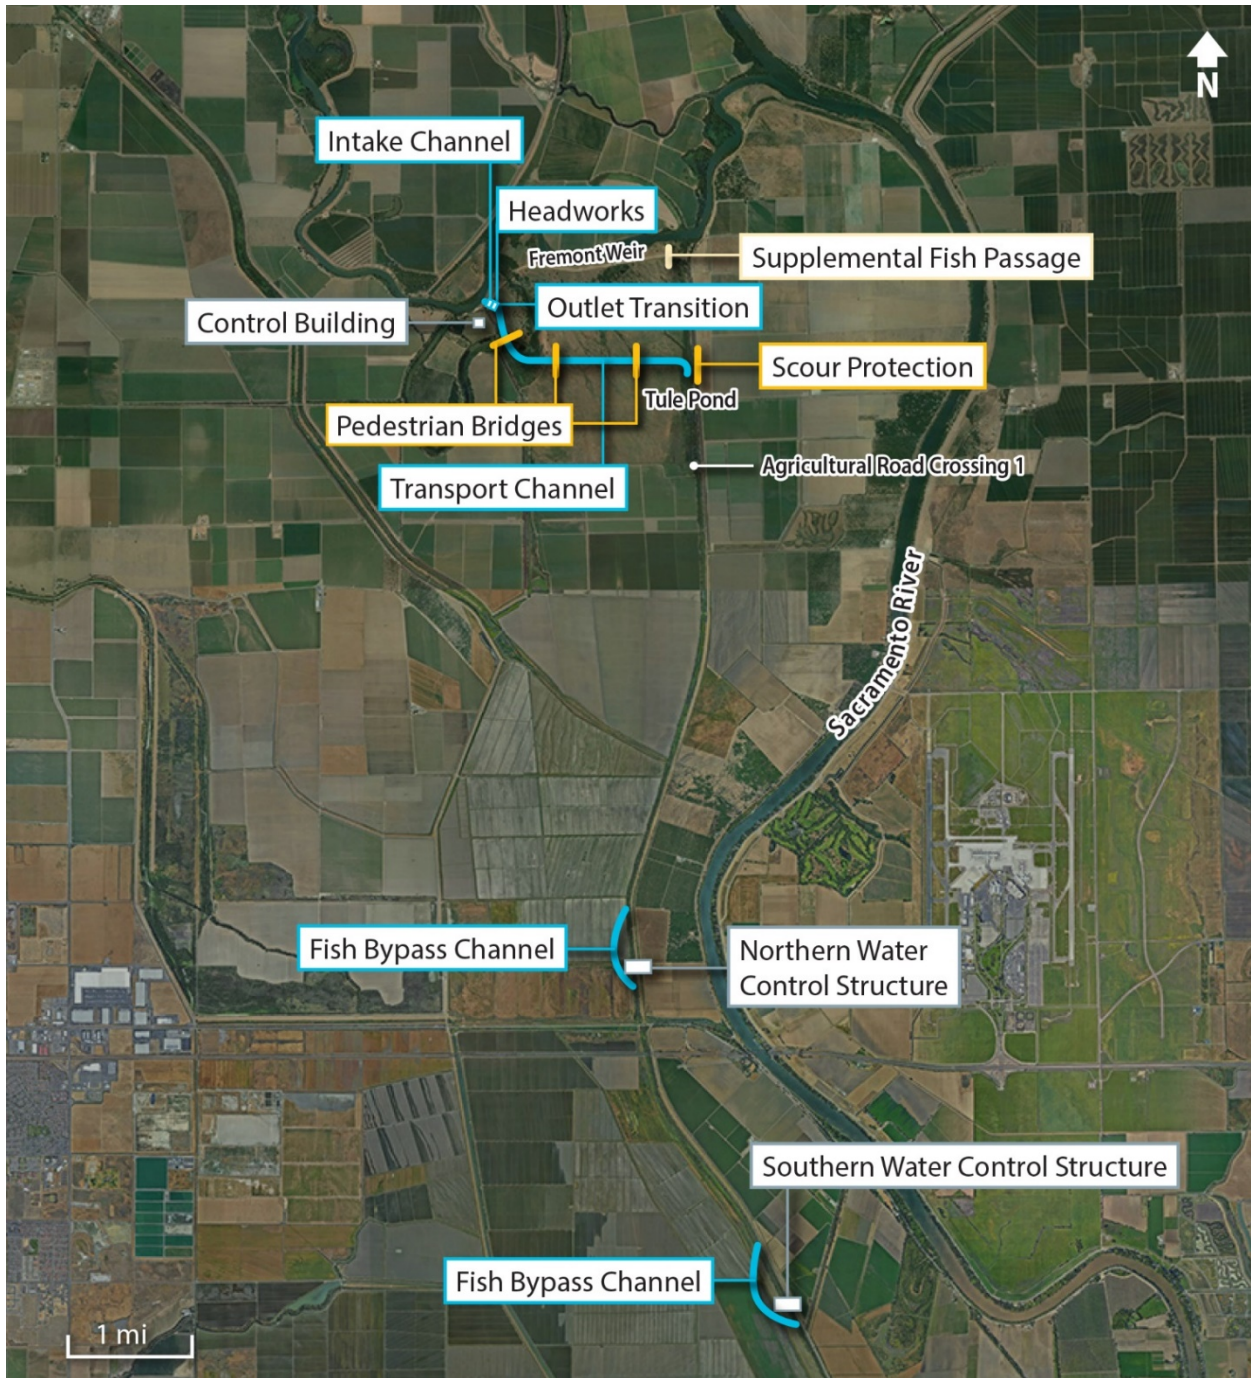 N
Intake Channel
Headworks
Fremont Weir
Supplemental Fish Passage
Outlet Transition
Control Building
Scour Protection
Tule Pond
Pedestrian Bridges
Agricultural Road Crossing 1
Transport Channel
Sacramento River
Fish Bypass Channel
Northern Water
Control Structure
Southern Water Control Structure
Fish Bypass Channel
1 mi